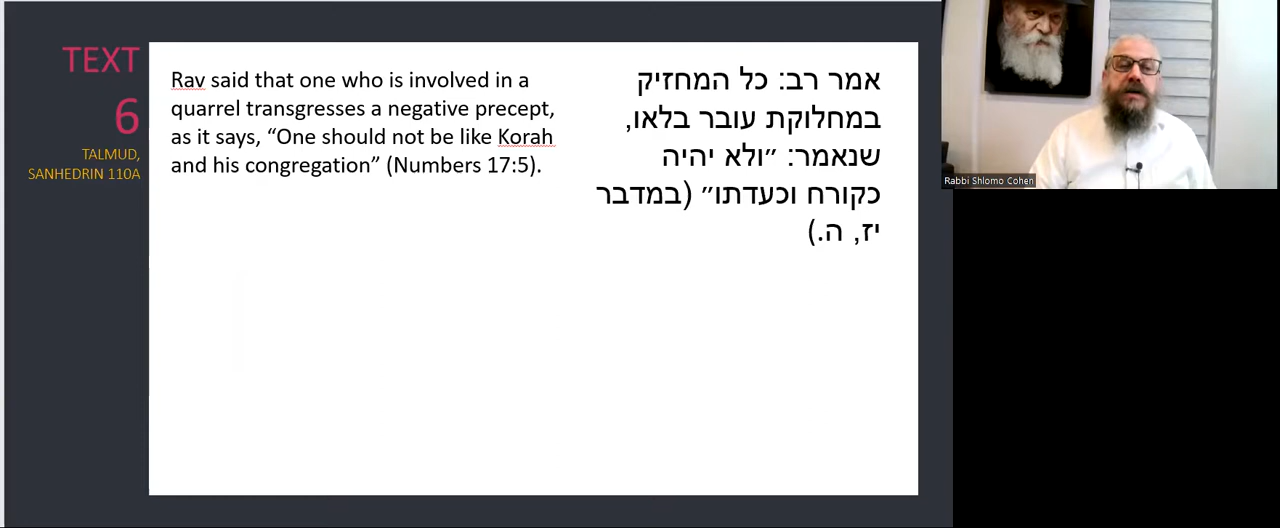 TEXT
6
TALMUD,
SANHEDRIN 110A
Rav said that one who is involved in a
quarrel transgresses a negative precept,
as it says, “One should not be like Korah
and his congregation” (Numbers 17:5).
אמר רב: כל המחזיק
במחלוקת עובר בלאו,
שנאמר: ״ולא יהיה
כקורח וכעדתו״ (במדבר
יז, ה.)
Rabbi Shlomo Cohen